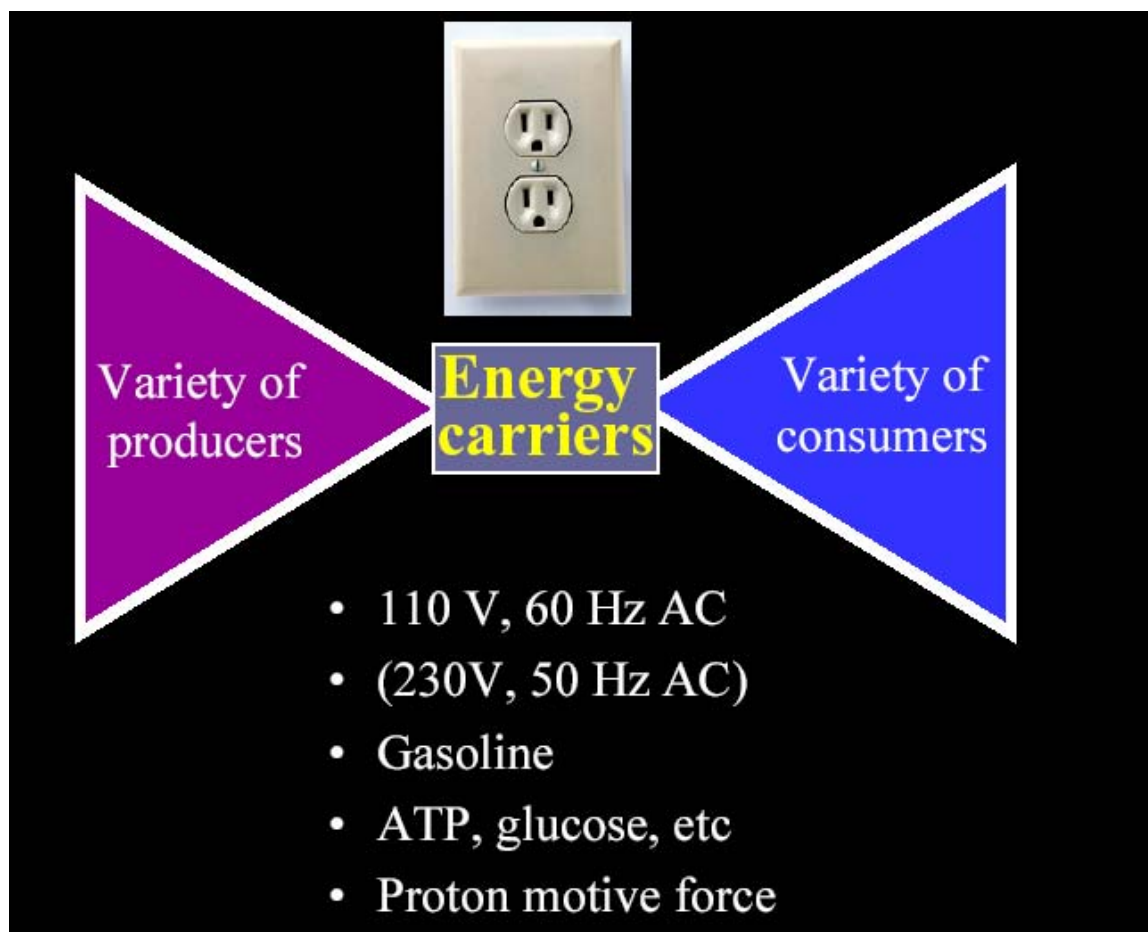 Variety of
producers
Energy
carriers
Variety of
consumers
• 110 V, 60 Hz AC
• (230V, 50 Hz AC)
• Gasoline
• ATP, glucose, etc
• Proton motive force